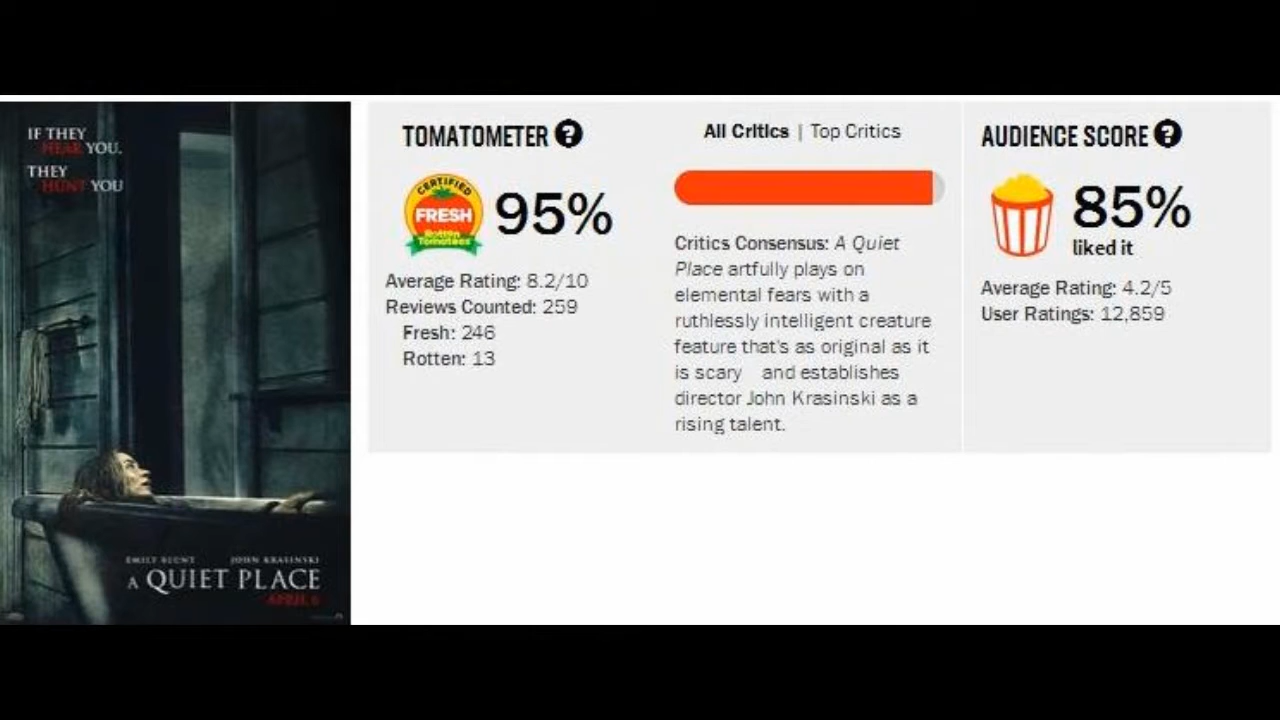 IF THEY
HEAR YOU.
THEY
HUNT YOU
EMILY BLUNT JOHN KRASINSKI
A QUIET PLACE
APRIL 6
TOMATOMETER ?
CERTIFIED
FRESH
Rotten
Tomatoes
95%
Average Rating: 8.2/10
Reviews Counted: 259
Fresh: 246
Rotten: 13
All Critics | Top Critics
Critics Consensus: A Quiet
Place artfully plays on
elemental fears with a
ruthlessly intelligent creature
feature that's as original as it
is scary and establishes
director John Krasinski as a
rising talent.
AUDIENCE SCORE ?
85%
liked it
Average Rating: 4.2/5
User Ratings: 12,859